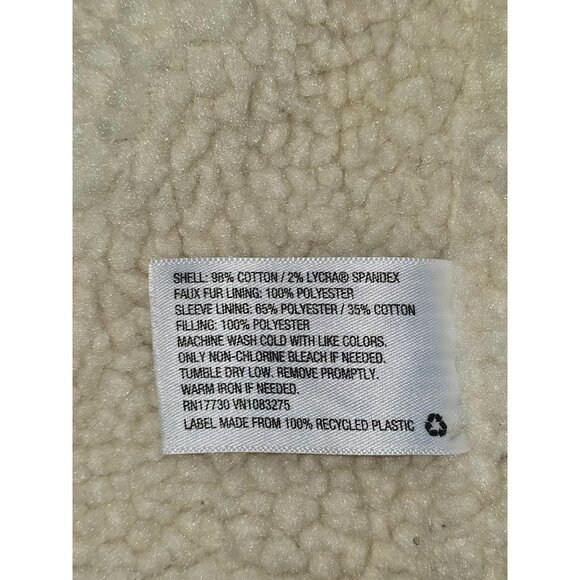 SHELL: 98% COTTON / 2% LYCRA® SPANDEX
FAUX FUR LINING: 100% POLYESTER
SLEEVE LINING: 65% POLYESTER / 35% COTTON
FILLING: 100% POLYESTER
MACHINE WASH COLD WITH LIKE COLORS.
ONLY NON-CHLORINE BLEACH IF NEEDED.
TUMBLE DRY LOW. REMOVE PROMPTLY.
WARM IRON IF NEEDED.
RN17730 VN1083275
LABEL MADE FROM 100% RECYCLED PLASTIC